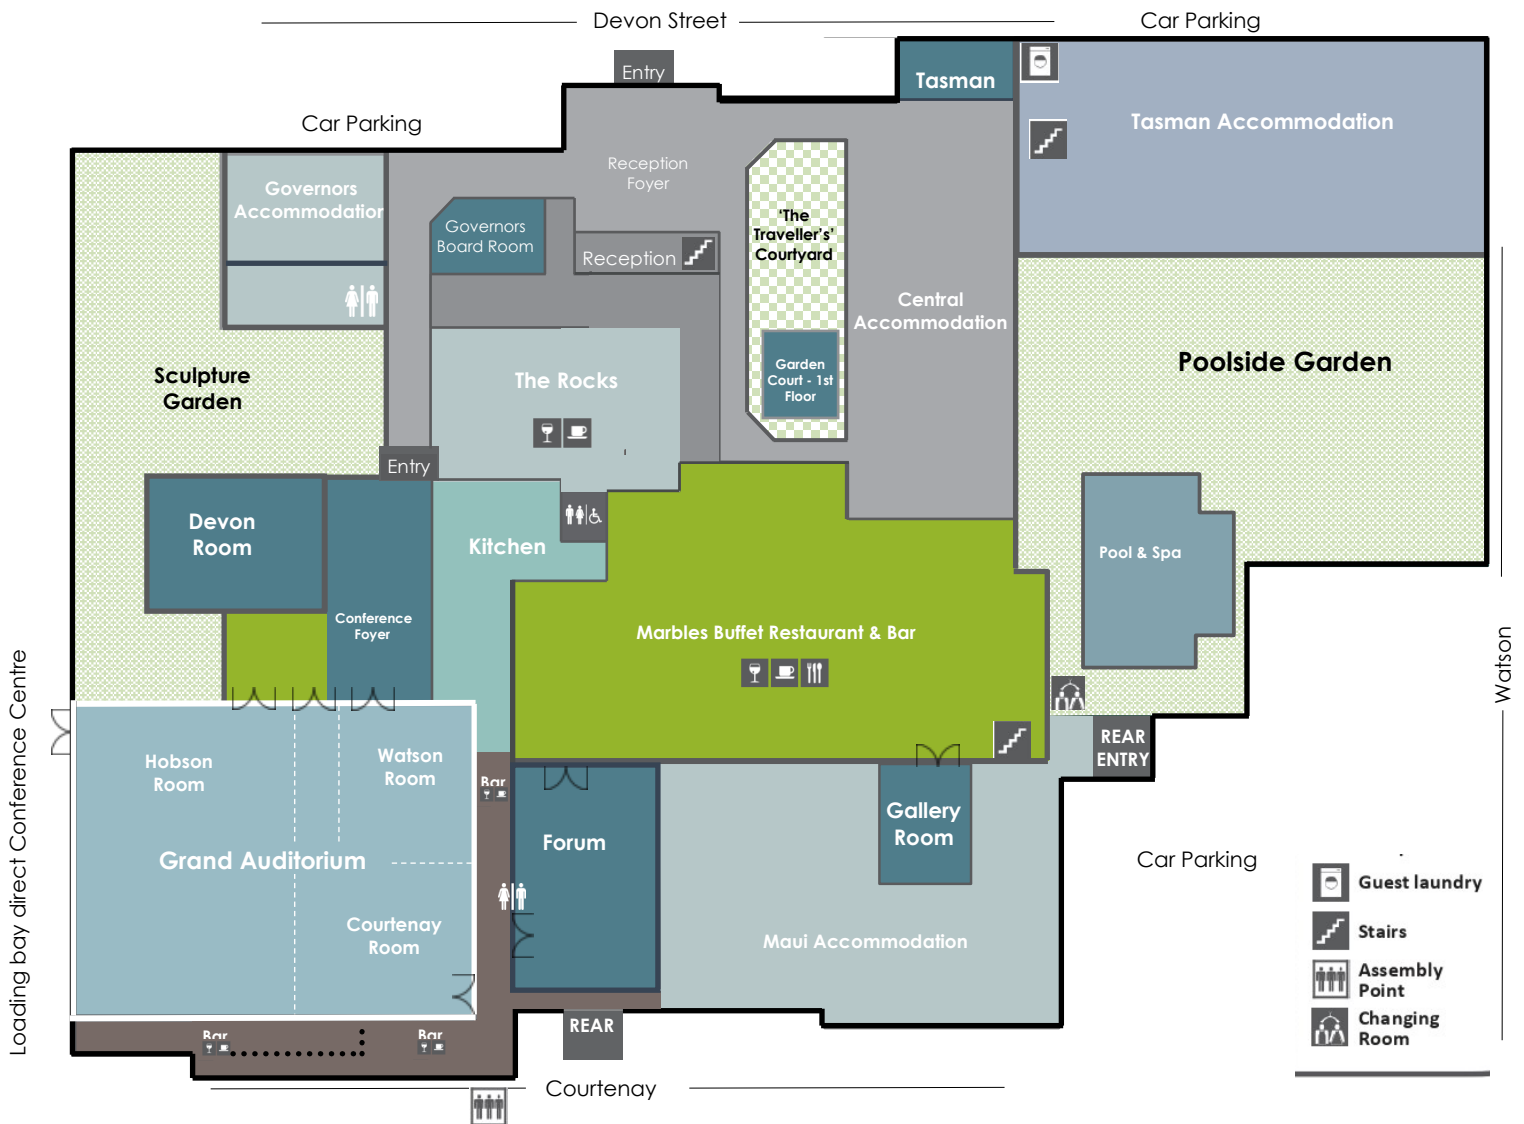 Devon Street
Car Parking
Entry
Tasman
Car Parking
Tasman Accommodation
Reception
Foyer
Governors
Accommodation
‘The
Traveller’s’
Courtyard
Governors
Board Room
Reception
Central
Accommodation
Poolside Garden
Garden
Court - 1st
Floor
Sculpture
Garden
The Rocks
Entry
Devon
Room
Kitchen
Pool & Spa
Conference
Foyer
Marbles Buffet Restaurant & Bar
Watson
Loading bay direct Conference Centre
REAR
ENTRY
Hobson
Room
Watson
Room
Bar
Gallery
Room
Forum
Grand Auditorium
Car Parking
Guest laundry
Courtenay
Room
Maui Accommodation
Stairs
Assembly
Point
Changing
Room
REAR
Bar
Bar
Courtenay